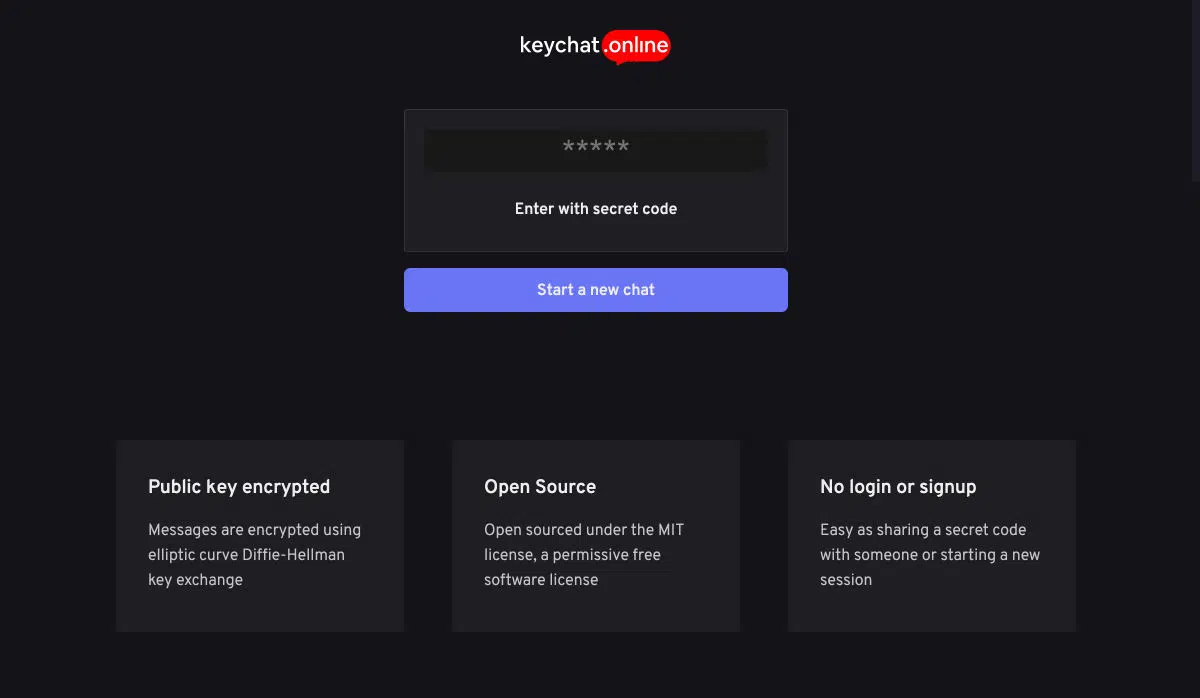 keychat.online
*****
Enter with secret code
Start a new chat
Public key encrypted
Messages are encrypted using
elliptic curve Diffie-Hellman
key exchange
Open Source
Open sourced under the MIT
license, a permissive free
software license
No login or signup
Easy as sharing a secret code
with someone or starting a new
session